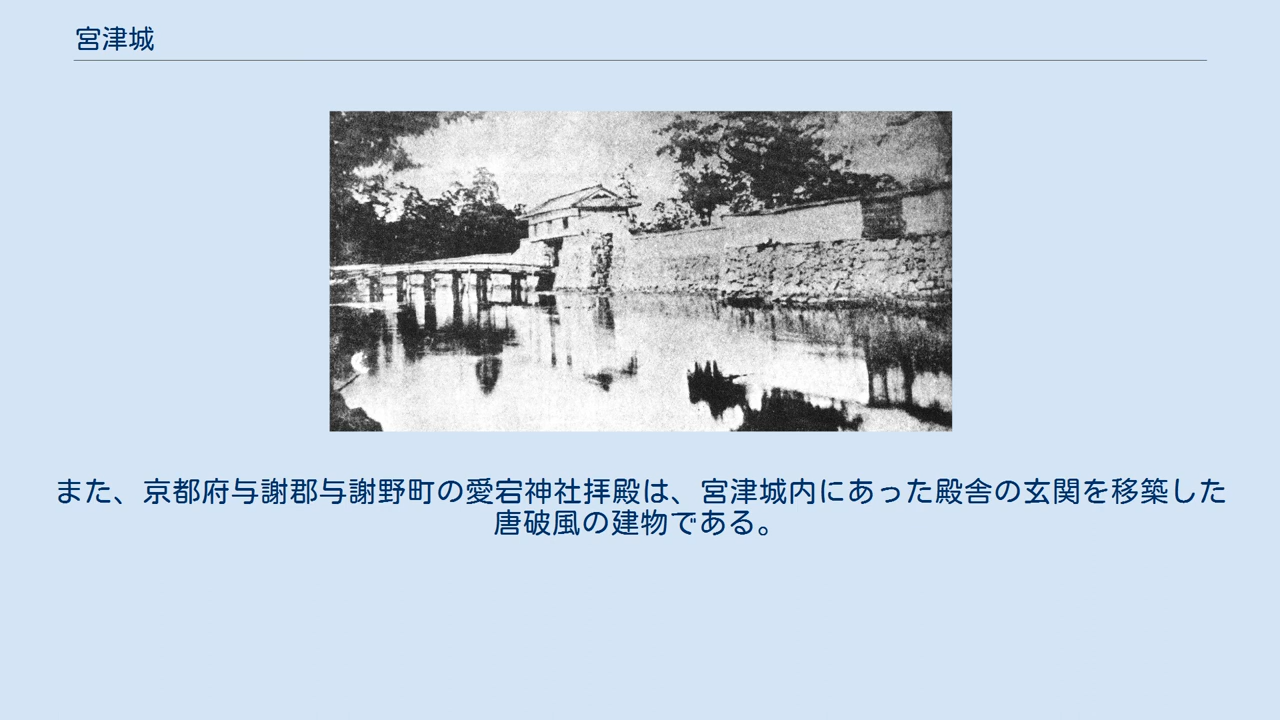 宮津城
また、京都府与謝郡与謝野町の愛宕神社拝殿は、宮津城内にあった殿舎の玄関を移築した
唐破風の建物である。